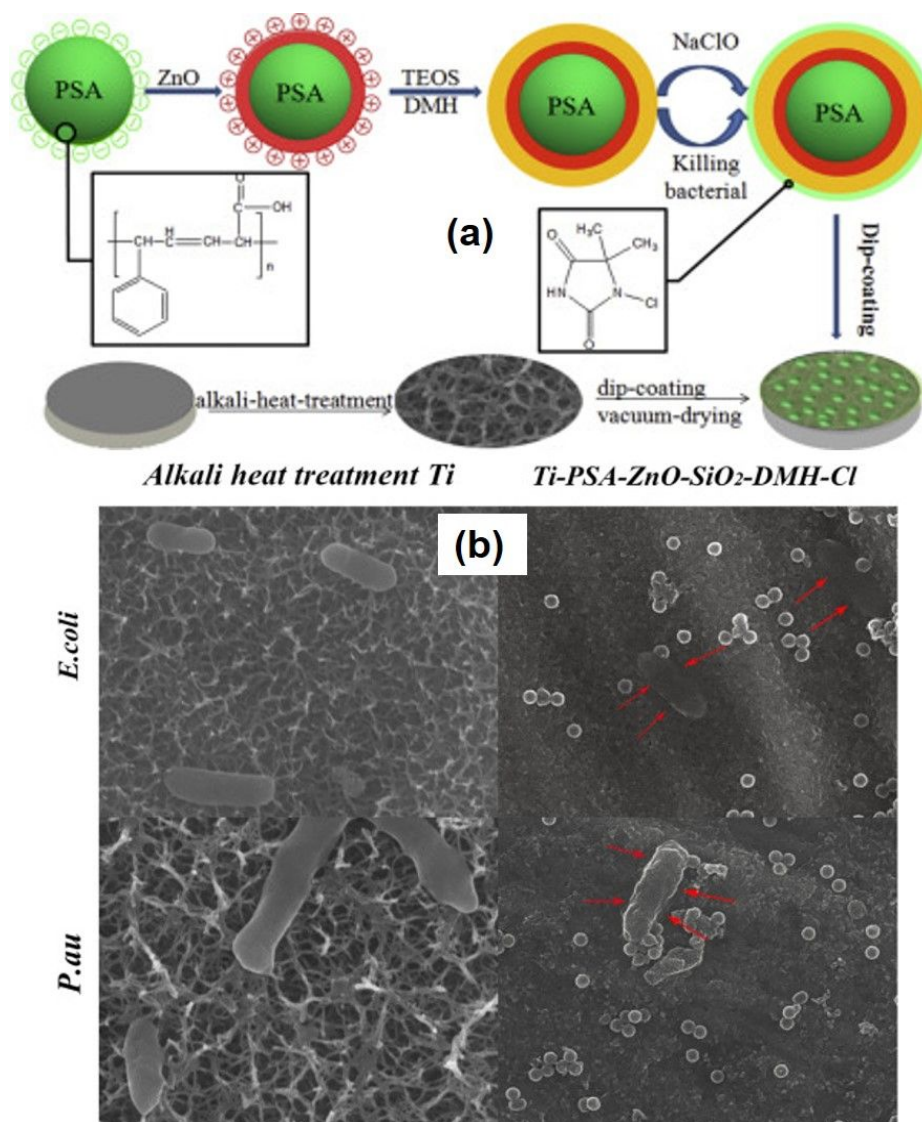 PSA
ZnO
PSA
TEOS
DMH
PSA
NaClO
Killing
bacterial
PSA
O
C
OH
CH
H
C
CH
CH
n
(a)
O
H₃C
CH₃
HN
N
Cl
O
Dip-coating
alkali-heat-treatment
dip-coating
vacuum-drying
Alkali heat treatment Ti
Ti-PSA-ZnO-SiO₂-DMH-Cl
(b)
E.coli
P.au